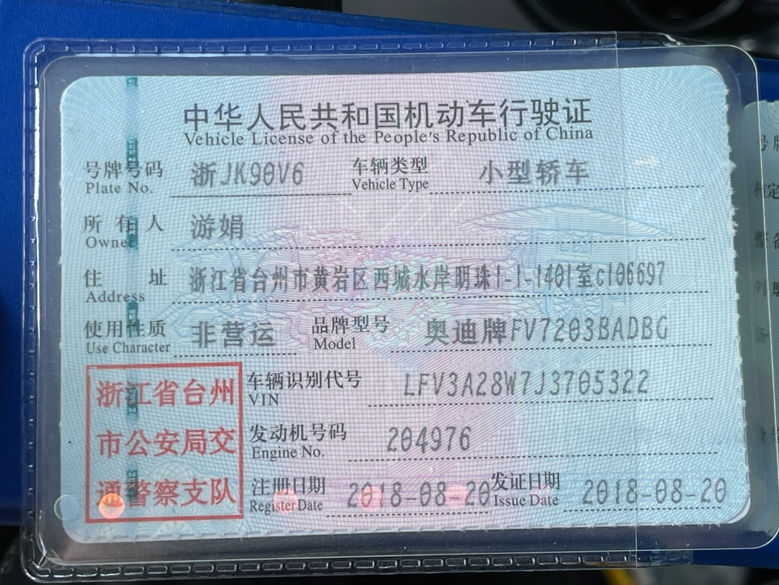 中华人民共和国机动车行驶证
Vehicle License of the People's Republic of China
号牌号码 浙JK90V6 车辆类型 小型轿车
Plate No. Vehicle Type
所有人 游娟
Owner
住址 浙江省台州市黄岩区西城水岸明珠1-1-1401室c106697
Address
使用性质 非营运 品牌型号 奥迪牌FV7203BADBG
Use Character Model
浙江省台州 车辆识别代号 LFV3A28W7J3705322
VIN
市公安局交 发动机号码 204976
Engine No.
通警察支队 注册日期 2018-08-20 发证日期 2018-08-20
Register Date Issue Date